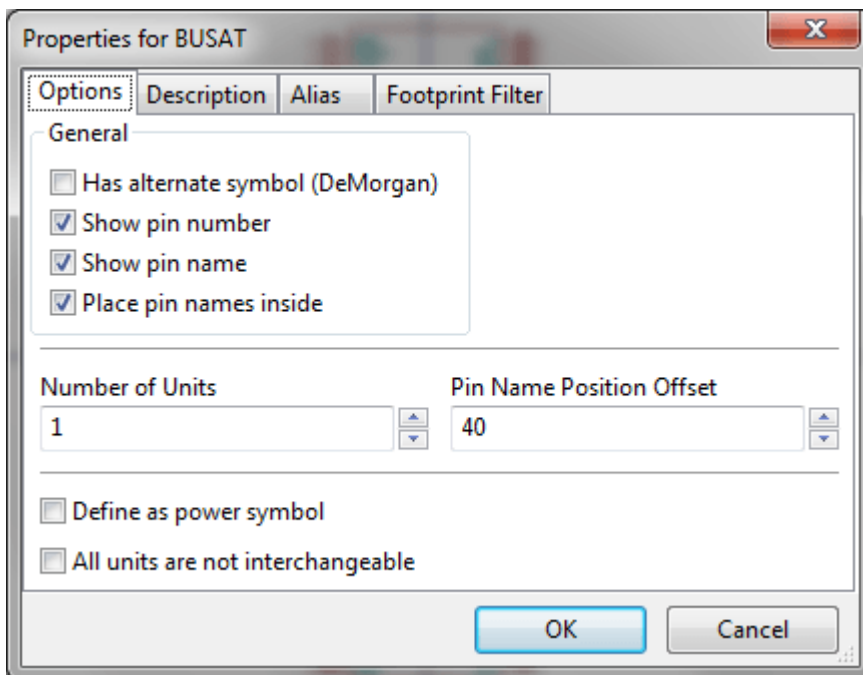 Properties for BUSAT
Options Description Alias Footprint Filter
General
Has alternate symbol (DeMorgan)
Show pin number
Show pin name
Place pin names inside
Number of Units Pin Name Position Offset
1 40
Define as power symbol
All units are not interchangeable
OK Cancel